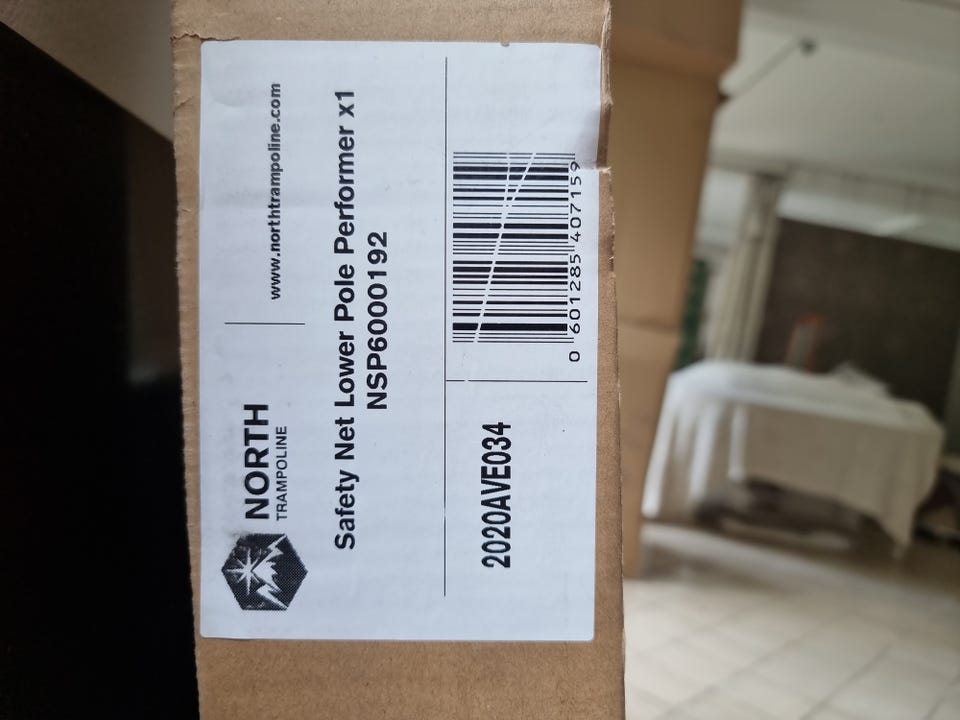 NORTH
TRAMPOLINE
www.northtrampoline.com
Safety Net Lower Pole Performer x1
NSP6000192
2020AVE034
0 601285 407159